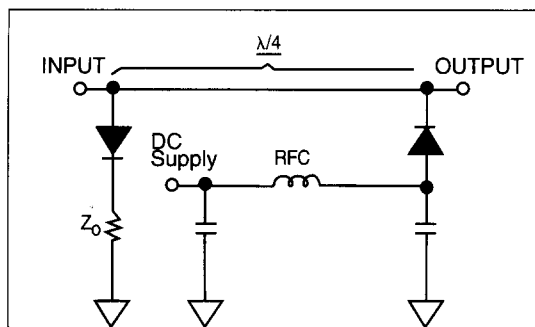 λ/4
INPUT
OUTPUT
DC
Supply
RFC
Z₀